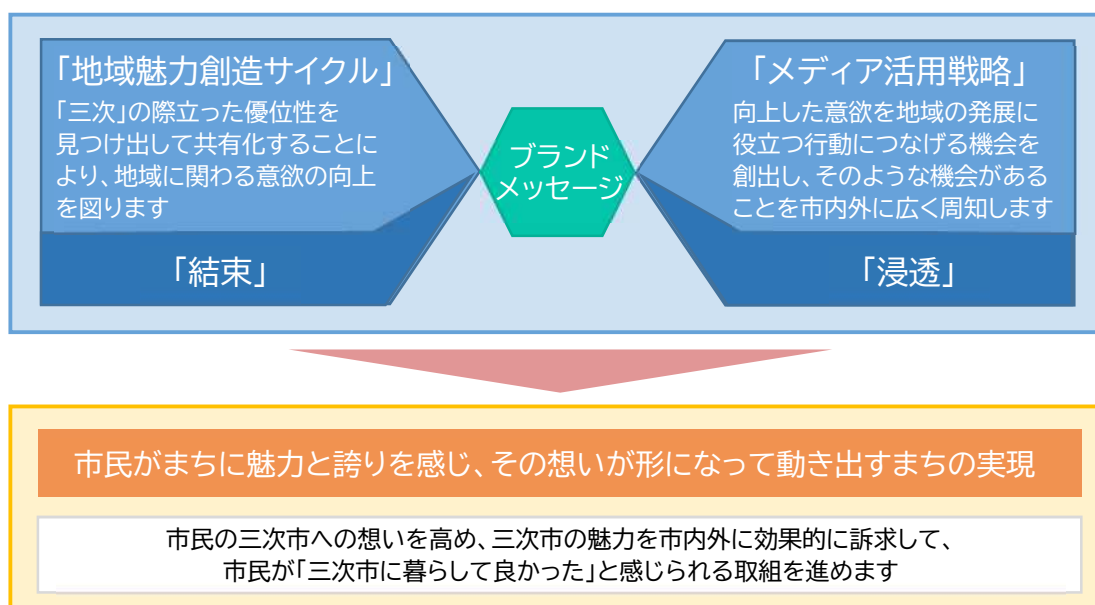 「地域魅力創造サイクル」
「三次」の際立った優位性を
見つけ出して共有化することに
より、地域に関わる意欲の向上
を図ります
「結束」
ブランド
メッセージ
「メディア活用戦略」
向上した意欲を地域の発展に
役立つ行動につなげる機会を
創出し、そのような機会がある
ことを市内外に広く周知します
「浸透」
市民がまちに魅力と誇りを感じ、その想いが形になって動き出すまちの実現
市民の三次市への想いを高め、三次市の魅力を市内外に効果的に訴求して、
市民が「三次市に暮らして良かった」と感じられる取組を進めます